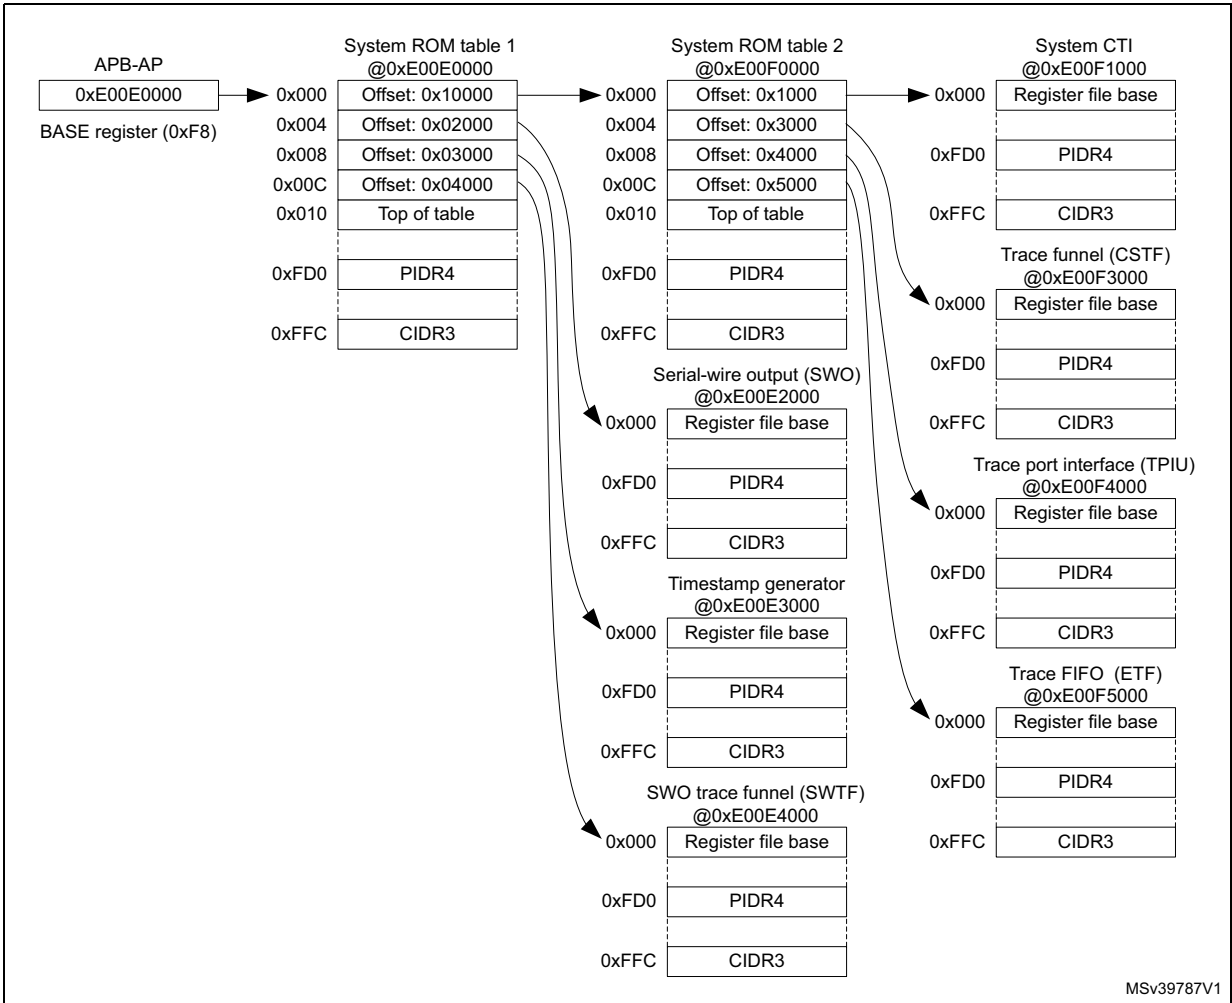 APB-AP
0xE00E0000
BASE register (0xF8)
System ROM table 1
@0xE00E0000
0x000 Offset: 0x10000
0x004 Offset: 0x02000
0x008 Offset: 0x03000
0x00C Offset: 0x04000
0x010 Top of table
0xFD0 PIDR4
0xFFC CIDR3
System ROM table 2
@0xE00F0000
0x000 Offset: 0x1000
0x004 Offset: 0x3000
0x008 Offset: 0x4000
0x00C Offset: 0x5000
0x010 Top of table
0xFD0 PIDR4
0xFFC CIDR3
Serial-wire output (SWO)
@0xE00E2000
0x000 Register file base
0xFD0 PIDR4
0xFFC CIDR3
Timestamp generator
@0xE00E3000
0x000 Register file base
0xFD0 PIDR4
0xFFC CIDR3
SWO trace funnel (SWTF)
@0xE00E4000
0x000 Register file base
0xFD0 PIDR4
0xFFC CIDR3
System CTI
@0xE00F1000
0x000 Register file base
0xFD0 PIDR4
0xFFC CIDR3
Trace funnel (CSTF)
@0xE00F3000
0x000 Register file base
0xFD0 PIDR4
0xFFC CIDR3
Trace port interface (TPIU)
@0xE00F4000
0x000 Register file base
0xFD0 PIDR4
0xFFC CIDR3
Trace FIFO (ETF)
@0xE00F5000
0x000 Register file base
0xFD0 PIDR4
0xFFC CIDR3
MSv39787V1